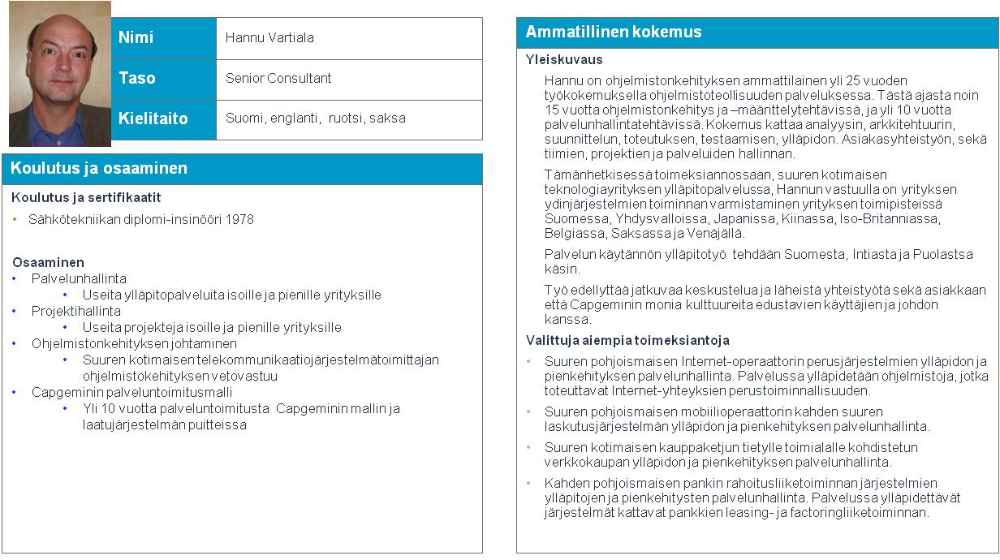 Nimi
Hannu Vartiala
Taso
Senior Consultant
Kielitaito
Suomi, englanti, ruotsi, saksa
Koulutus ja osaaminen
Koulutus ja sertifikaatit
• Sähkötekniikan diplomi-insinööri 1978
Osaaminen
• Palvelunhallinta
• Useita ylläpitopalveluita isoille ja pienille yrityksille
• Projektihallinta
• Useita projekteja isoille ja pienille yrityksille
• Ohjelmistonkehityksen johtaminen
• Suuren kotimaisen telekommunikaatiojärjestelmätoimittajan
ohjelmistokehityksen vetovastuu
• Capgeminin palveluntoimitusmalli
• Yli 10 vuotta palveluntoimitusta Capgeminin mallin ja
laatujärjestelmän puitteissa
Ammatillinen kokemus
Yleiskuvaus
Hannu on ohjelmistonkehityksen ammattilainen yli 25 vuoden
työkokemuksella ohjelmistoteollisuuden palveluksessa. Tästä ajasta noin
15 vuotta ohjelmistonkehitys ja –määrittelytehtävissä, ja yli 10 vuotta
palvelunhallintatehtävissä. Kokemus kattaa analyysin, arkkitehtuurin,
suunnittelun, toteutuksen, testaamisen, ylläpidon. Asiakasyhteistyön, sekä
tiimien, projektien ja palveluiden hallinnan.
Tämänhetkisessä toimeksiannossaan, suuren kotimaisen
teknologiayrityksen ylläpitopalvelussa, Hannun vastuulla on yrityksen
ydinjärjestelmien toiminnan varmistaminen yrityksen toimipisteissä
Suomessa, Yhdysvalloissa, Japanissa, Kiinassa, Iso-Britanniassa,
Belgiassa, Saksassa ja Venäjällä.
Palvelun käytännön ylläpitotyö tehdään Suomesta, Intiasta ja Puolastsa
käsin.
Työ edellyttää jatkuvaa keskustelua ja läheistä yhteistyötä sekä asiakkaan
että Capgeminin monia kulttuureita edustavien käyttäjien ja johdon
kanssa.
Valittuja aiempia toimeksiantoja
• Suuren pohjoismaisen Internet-operaattorin perusjärjestelmien ylläpidon ja
pienkehityksen palvelunhallinta. Palvelussa ylläpidetään ohjelmistoja, jotka
toteuttavat Internet-yhteyksien perustoiminnallisuuden.
• Suuren pohjoismaisen mobiilioperaattorin kahden suuren
laskutusjärjestelmän ylläpidon ja pienkehityksen palvelunhallinta.
• Suuren kotimaisen kauppaketjun tietylle toimialalle kohdistetun
verkkokaupan ylläpidon ja pienkehityksen palvelunhallinta.
• Kahden pohjoismaisen pankin rahoitusliiketoiminnan järjestelmien
ylläpitojen ja pienkehitysten palvelunhallinta. Palvelussa ylläpidettävät
järjestelmät kattavat pankkien leasing- ja factoringliiketoiminnan.